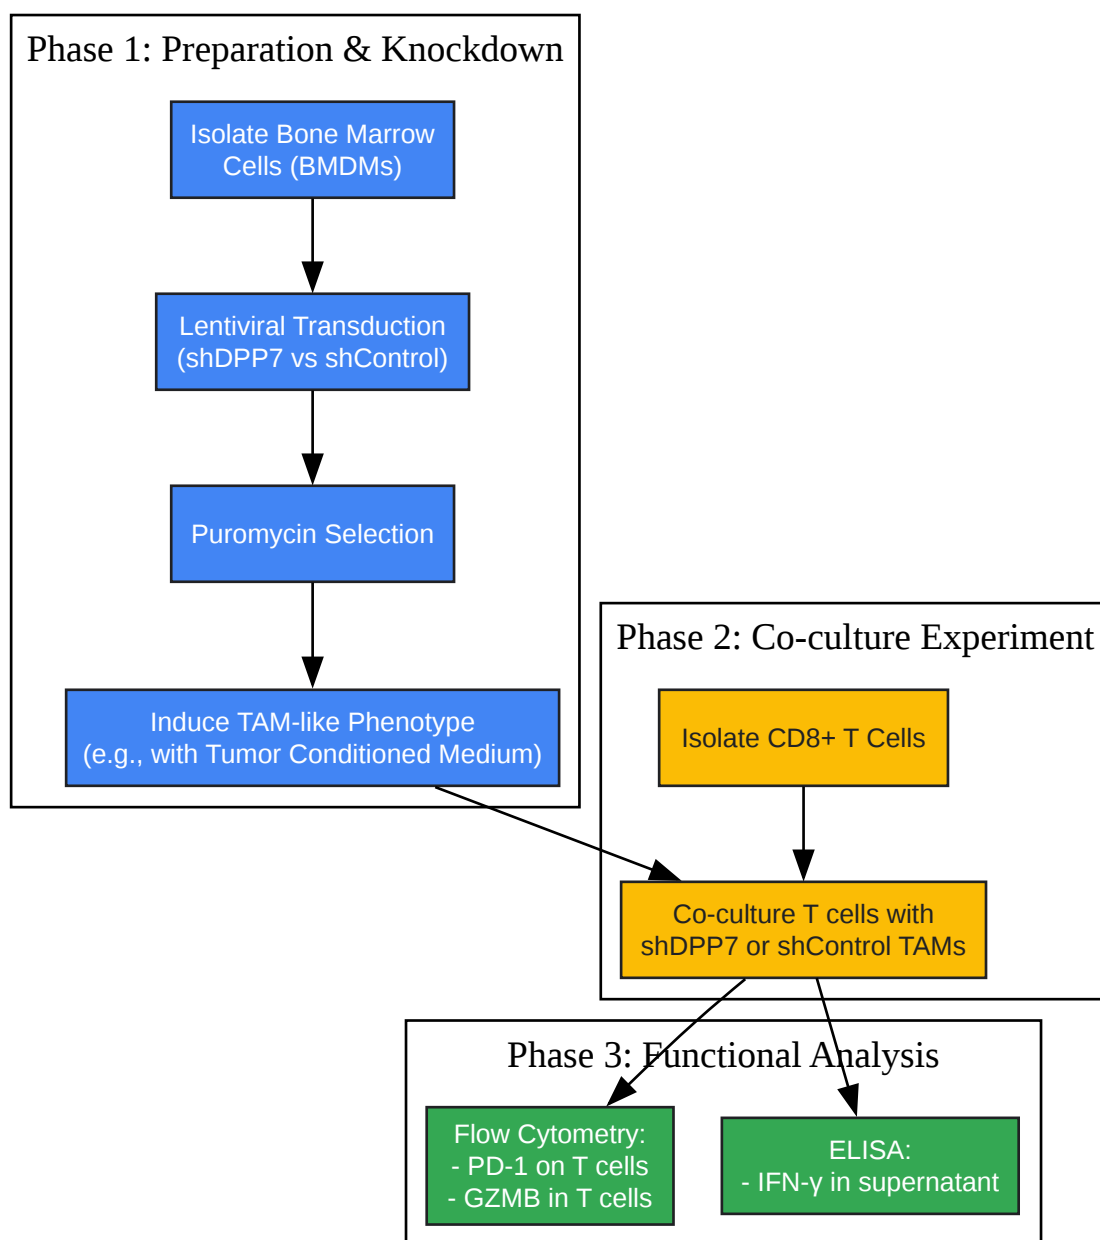 Phase 1: Preparation & Knockdown
Isolate Bone Marrow
Cells (BMDMs)
Lentiviral Transduction
(shDPP7 vs shControl)
Puromycin Selection
Induce TAM-like Phenotype
(e.g., with Tumor Conditioned Medium)
Phase 2: Co-culture Experiment
Isolate CD8+ T Cells
Co-culture T cells with
shDPP7 or shControl TAMs
Phase 3: Functional Analysis
Flow Cytometry:
- PD-1 on T cells
- GZMB in T cells
ELISA:
- IFN-γ in supernatant